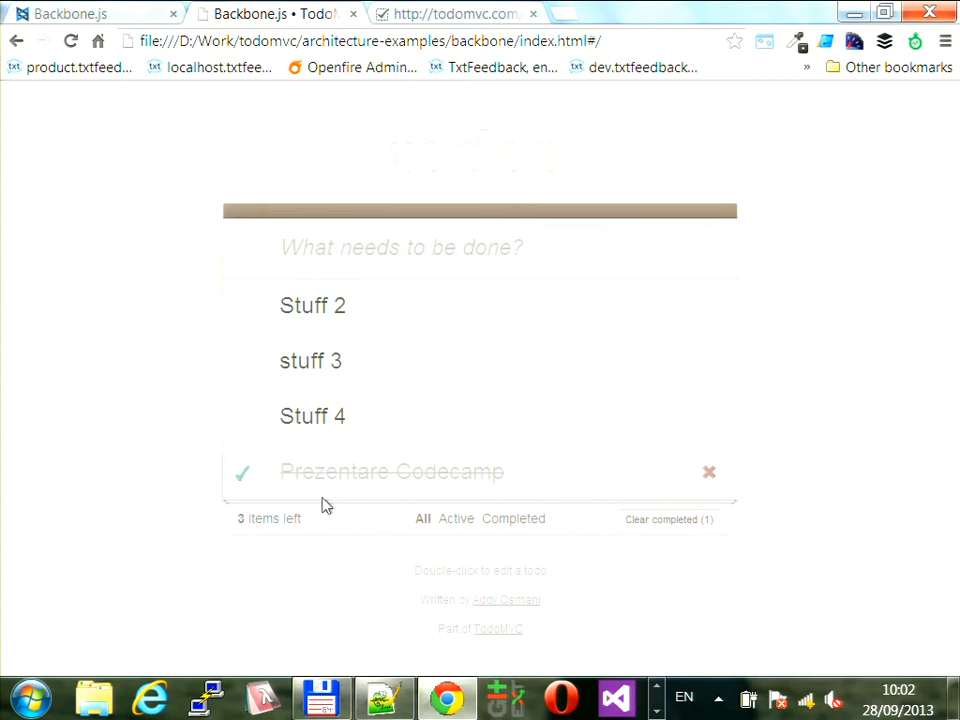 Backbone.js
Backbone.js • TodoM
http://todomvc.com
file:///D:/Work/todomvc/architecture-examples/backbone/index.html#/
product.txtfeed...
localhost.txtfee...
Openfire Admin...
TxtFeedback, en...
dev.txtfeedback...
»
Other bookmarks
todos
What needs to be done?
Stuff 2
stuff 3
Stuff 4
Prezentare Codecamp
3 items left
All Active Completed
Clear completed (1)
Double-click to edit a todo
Written by Addy Osmani
Part of TodoMVC
64
EN
10:02
28/09/2013